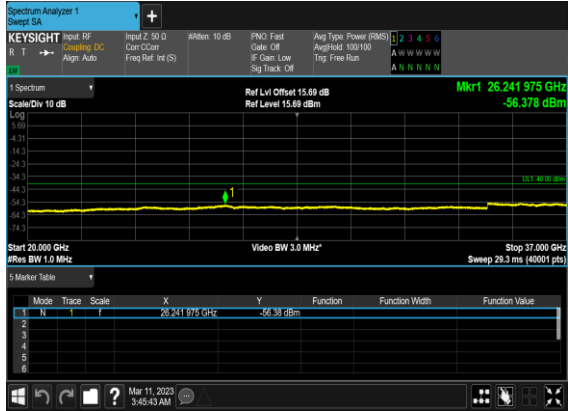 Spectrum Analyzer 1
Swept SA
+
KEYSIGHT Input: RF Input Z: 50 Ω #Atten: 10 dB PNO: Fast Avg Type: Power (RMS) 1 2 3 4 5 6
R T Coupling: DC Corr CCorr Gate: Off Avg|Hold: 100/100 A W W W W W
Align: Auto Freq Ref: Int (S) IF Gain: Low Trig: Free Run
LXI Sig Track: Off A N N N N N
1 Spectrum Ref Lvl Offset 15.69 dB Mkr1 26.241 975 GHz
Scale/Div 10 dB Ref Level 15.69 dBm -56.378 dBm
Log
5.69
-4.31
-14.3
-24.3
-34.3
DL1 -40.00 dBm
-44.3
1
-54.3
-64.3
-74.3
Start 20.000 GHz Video BW 3.0 MHz* Stop 37.000 GHz
#Res BW 1.0 MHz Sweep 29.3 ms (40001 pts)
5 Marker Table
Mode Trace Scale X Y Function Function Width Function Value
1 N 1 f 26.241 975 GHz -56.38 dBm
2
3
4
5
6
? Mar 11, 2023
3:45:43 AM